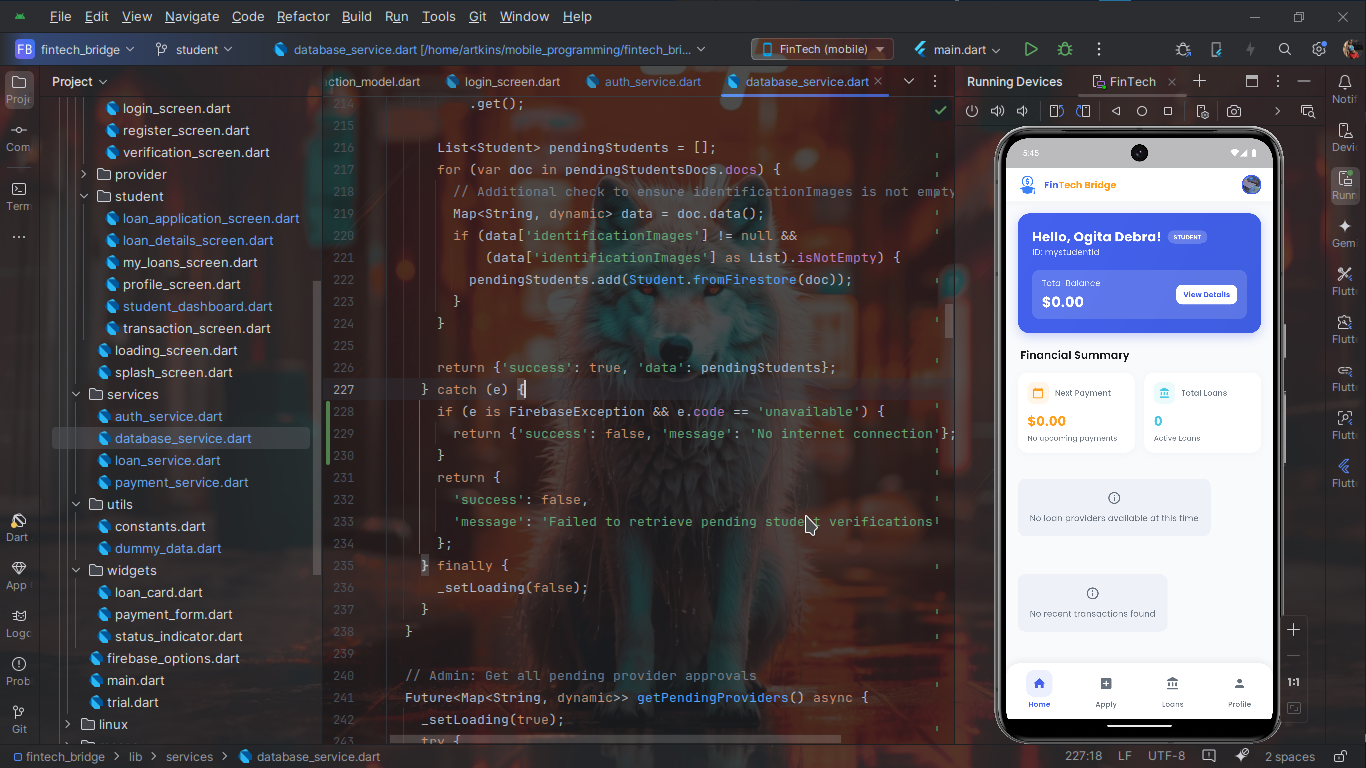 File Edit View Navigate Code Refactor Build Run Tools Git Window Help
FB fintech_bridge student database_service.dart [/home/artkins/mobile_programming/fintech_bri... FinTech (mobile) main.dart
Project
ction_model.dart login_screen.dart auth_service.dart database_service.dart
Running Devices FinTech
Proj
Com
Term
Dart
App
Logc
Prob
Git
login_screen.dart
register_screen.dart
verification_screen.dart
provider
student
loan_application_screen.dart
loan_details_screen.dart
my_loans_screen.dart
profile_screen.dart
student_dashboard.dart
transaction_screen.dart
loading_screen.dart
splash_screen.dart
services
auth_service.dart
database_service.dart
loan_service.dart
payment_service.dart
utils
constants.dart
dummy_data.dart
widgets
loan_card.dart
payment_form.dart
status_indicator.dart
firebase_options.dart
main.dart
trial.dart
linux
214 .get();
215
216 List<Student> pendingStudents = [];
217 for (var doc in pendingStudentsDocs.docs) {
218 // Additional check to ensure identificationImages is not empty
219 Map<String, dynamic> data = doc.data();
220 if (data['identificationImages'] != null &&
221 (data['identificationImages'] as List).isNotEmpty) {
222 pendingStudents.add(Student.fromFirestore(doc));
223 }
224 }
225
226 return {'success': true, 'data': pendingStudents};
227 } catch (e) {
228 if (e is FirebaseException && e.code == 'unavailable') {
229 return {'success': false, 'message': 'No internet connection'};
230 }
231 return {
232 'success': false,
233 'message': 'Failed to retrieve pending student verifications'
234 };
235 } finally {
236 _setLoading(false);
237 }
238 }
239
240 // Admin: Get all pending provider approvals
241 Future<Map<String, dynamic>> getPendingProviders() async {
242 _setLoading(true);
243 try {
5:45
FinTech Bridge
Hello, Ogita Debra! STUDENT
ID: mystudentid
Total Balance
$0.00
View Details
Financial Summary
Next Payment
$0.00
No upcoming payments
Total Loans
0
Active Loans
No loan providers available at this time
No recent transactions found
Home Apply Loans Profile
1:1
Notif
Devic
Runn
Gem
Flutt
Flutt
Flutt
Flutt
Flutt
fintech_bridge lib services database_service.dart
227:18 LF UTF-8 2 spaces